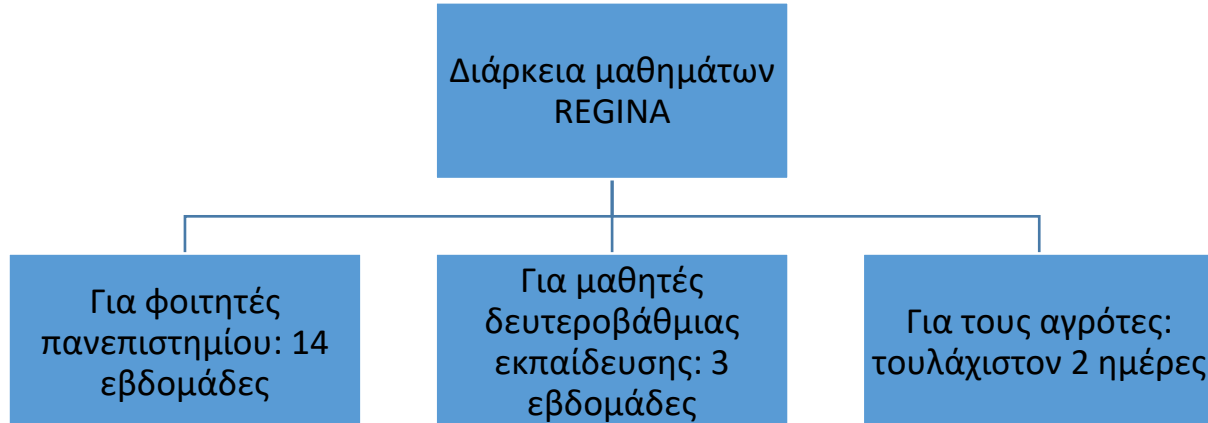 Διάρκεια μαθημάτων
REGINA
Για φοιτητές
πανεπιστημίου: 14
εβδομάδες
Για μαθητές
δευτεροβάθμιας
εκπαίδευσης: 3
εβδομάδες
Για τους αγρότες:
τουλάχιστον 2 ημέρες